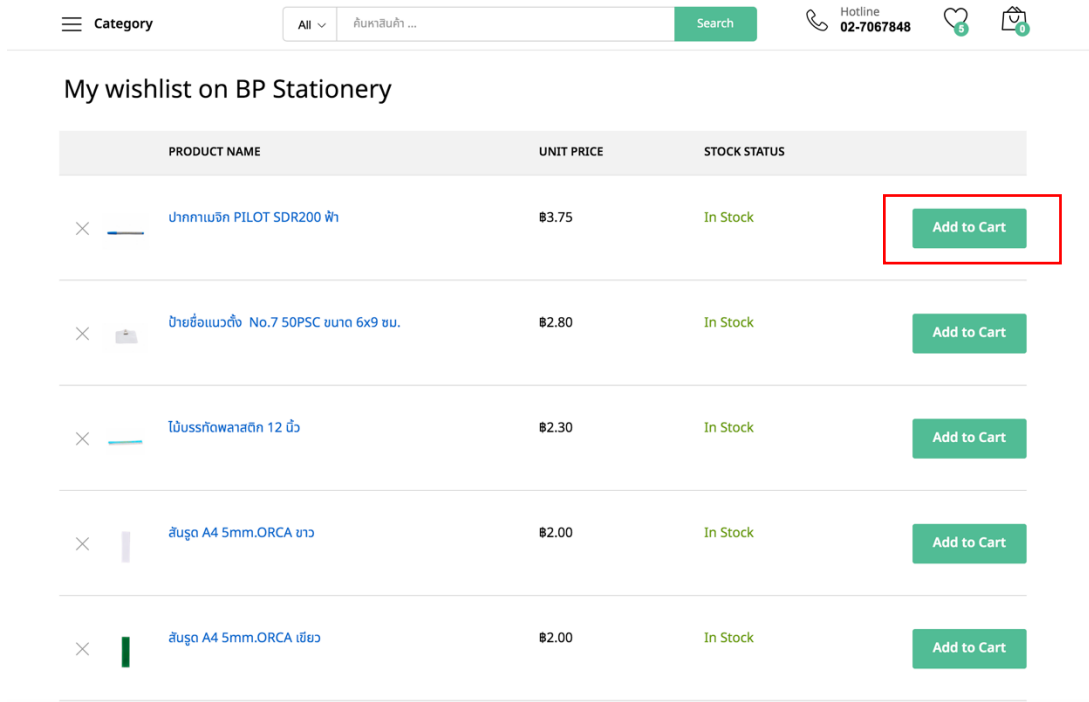 Category
All
ค้นหาสินค้า ...
Search
Hotline
02-7067848
5
0
My wishlist on BP Stationery
PRODUCT NAME UNIT PRICE STOCK STATUS
ปากกาเมจิก PILOT SDR200 ฟ้า ฿3.75 In Stock Add to Cart
ป้ายชื่อแนวตั้ง No.7 50PSC ขนาด 6x9 ซม. ฿2.80 In Stock Add to Cart
ไม้บรรทัดพลาสติก 12 นิ้ว ฿2.30 In Stock Add to Cart
สันรูด A4 5mm.ORCA ขาว ฿2.00 In Stock Add to Cart
สันรูด A4 5mm.ORCA เขียว ฿2.00 In Stock Add to Cart